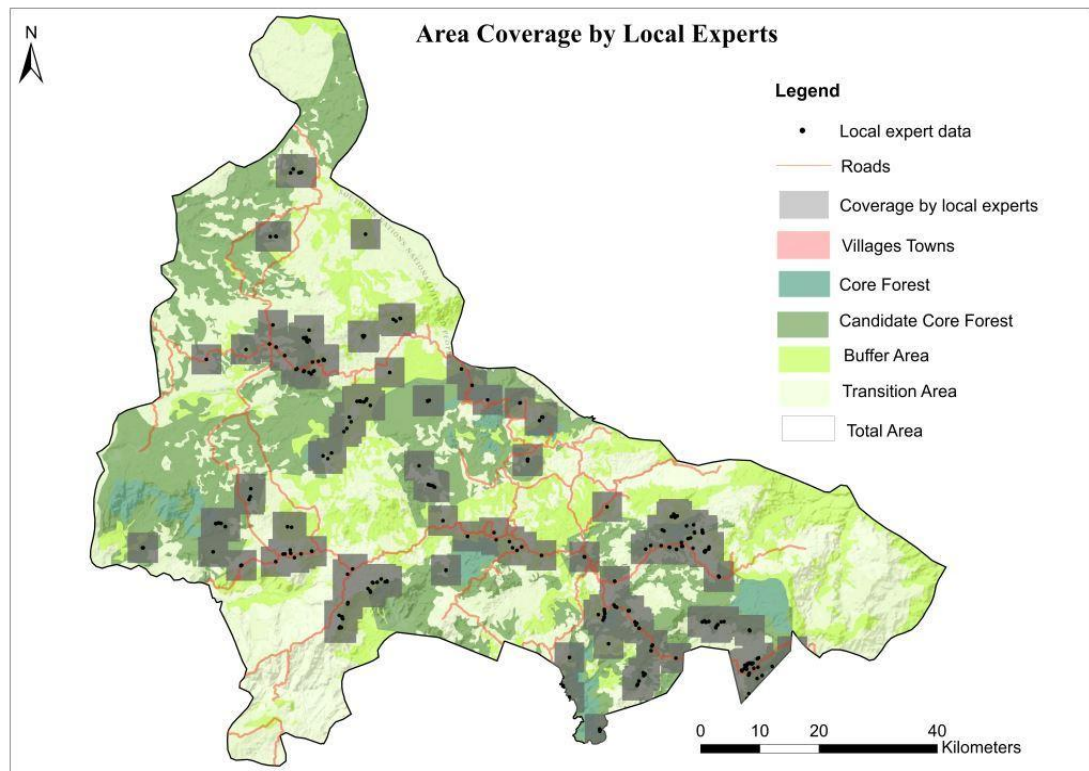 Area Coverage by Local Experts
N
Legend
Local expert data
Roads
Coverage by local experts
Villages Towns
Core Forest
Candidate Core Forest
Buffer Area
Transition Area
Total Area
0 10 20 40
Kilometers